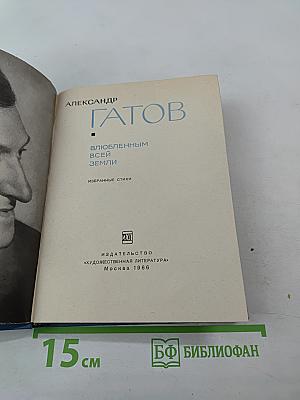 АЛЕКСАНДР
ГАТОВ
ВЛЮБЛЕННЫМ
ВСЕЙ
ЗЕМЛИ
ИЗБРАННЫЕ СТИХИ
ИЗДАТЕЛЬСТВО
«ХУДОЖЕСТВЕННАЯ ЛИТЕРАТУРА»
Москва 1966
15 см
БФ БИБЛИОФАН